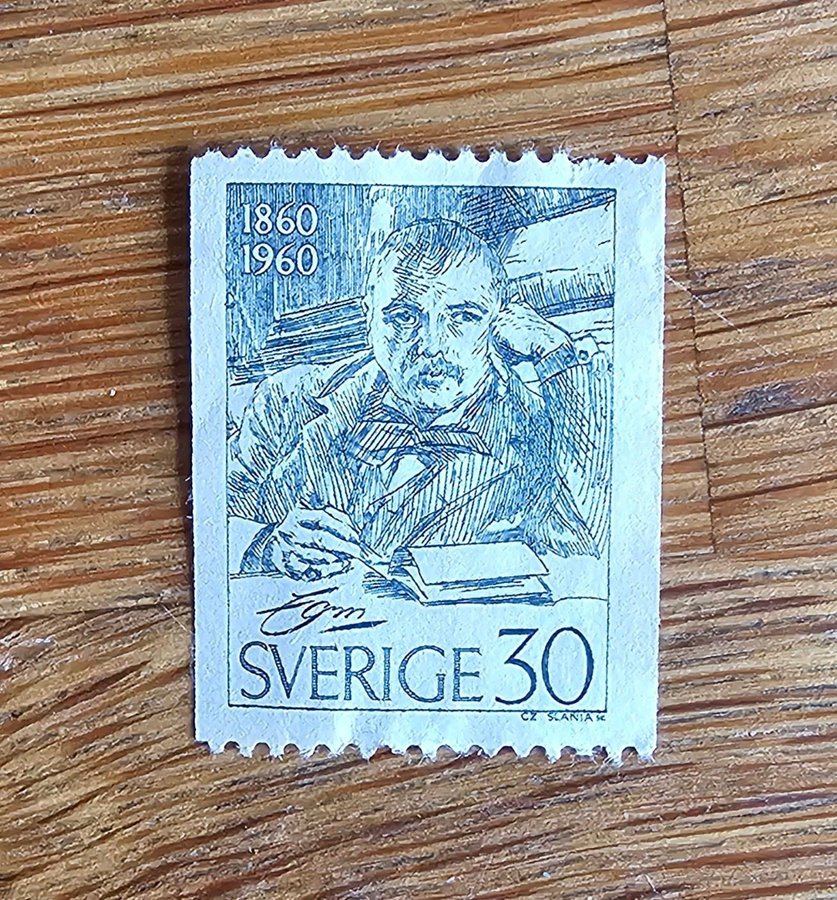 1860
1960
SVERIGE 30
CZ. SLANIA SC